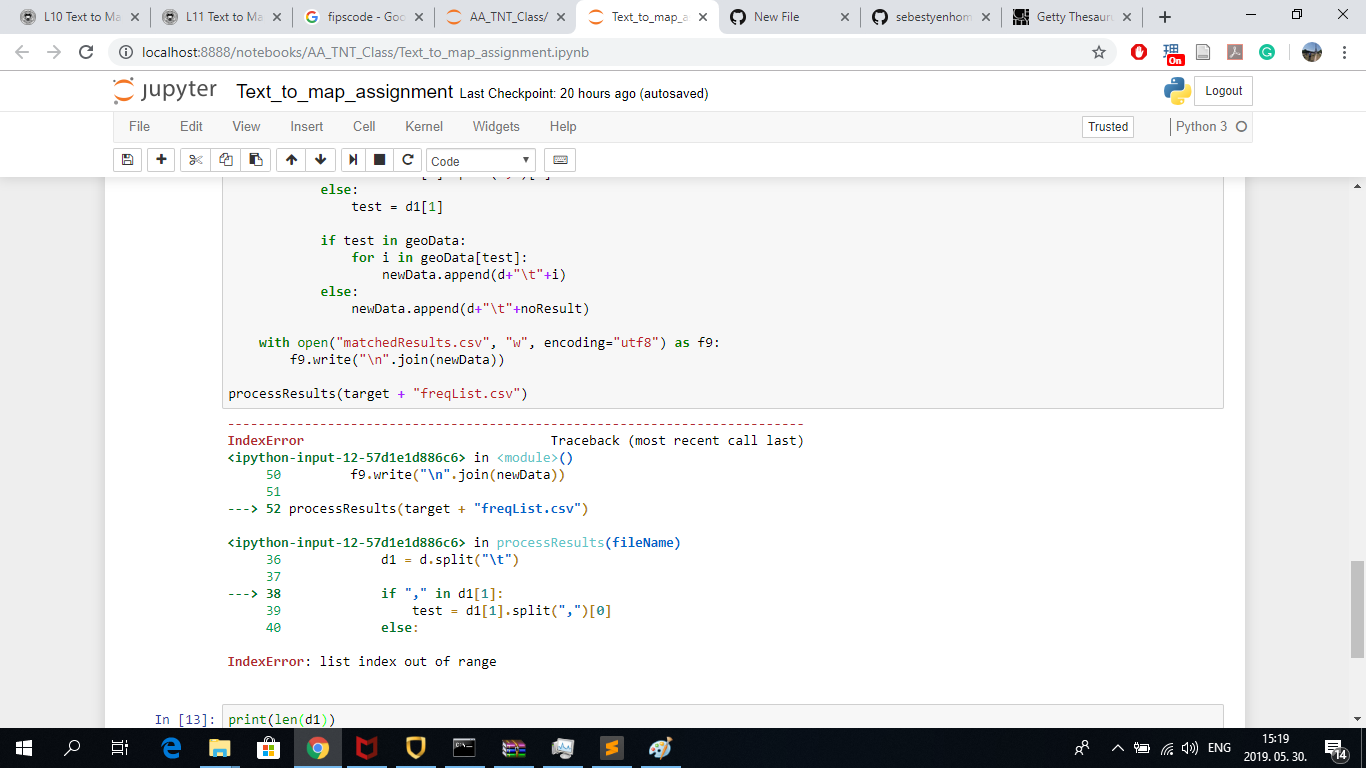 L10 Text to Ma
L11 Text to Ma
fipscode - Goo
AA_TNT_Class/
Text_to_map_a
New File
sebestyenhom
Getty Thesauru
localhost:8888/notebooks/AA_TNT_Class/Text_to_map_assignment.ipynb
On
jupyter Text_to_map_assignment Last Checkpoint: 20 hours ago (autosaved)
Logout
File Edit View Insert Cell Kernel Widgets Help
Trusted
Python 3
Code
else:
test = d1[1]
if test in geoData:
for i in geoData[test]:
newData.append(d+"\t"+i)
else:
newData.append(d+"\t"+noResult)
with open("matchedResults.csv", "w", encoding="utf8") as f9:
f9.write("\n".join(newData))
processResults(target + "freqList.csv")
---------------------------------------------------------------------------
IndexError Traceback (most recent call last)
<ipython-input-12-57d1e1d886c6> in <module>()
50 f9.write("\n".join(newData))
51
---> 52 processResults(target + "freqList.csv")
<ipython-input-12-57d1e1d886c6> in processResults(fileName)
36 d1 = d.split("\t")
37
---> 38 if "," in d1[1]:
39 test = d1[1].split(",")[0]
40 else:
IndexError: list index out of range
In [13]: print(len(d1))
ENG
15:19
2019. 05. 30.
14